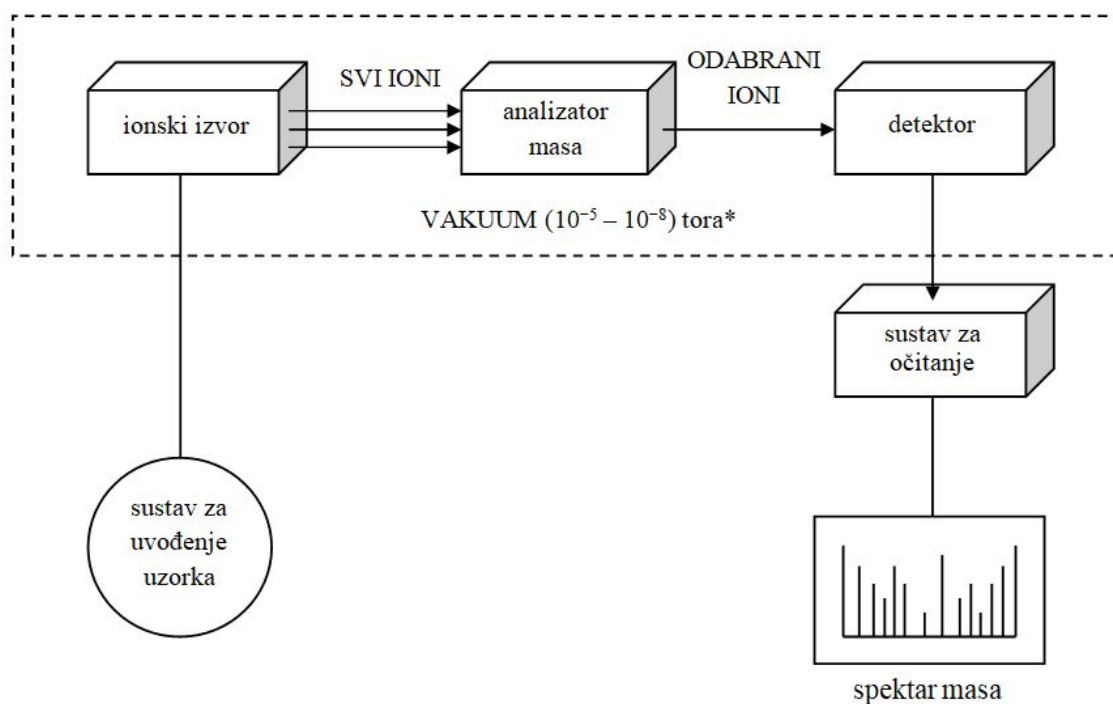 SVI IONI
ODABRANI
IONI
ionski izvor
analizator
masa
detektor
VAKUUM (10⁻⁵ – 10⁻⁸) tora*
sustav za
očitanje
sustav za
uvođenje
uzorka
spektar masa